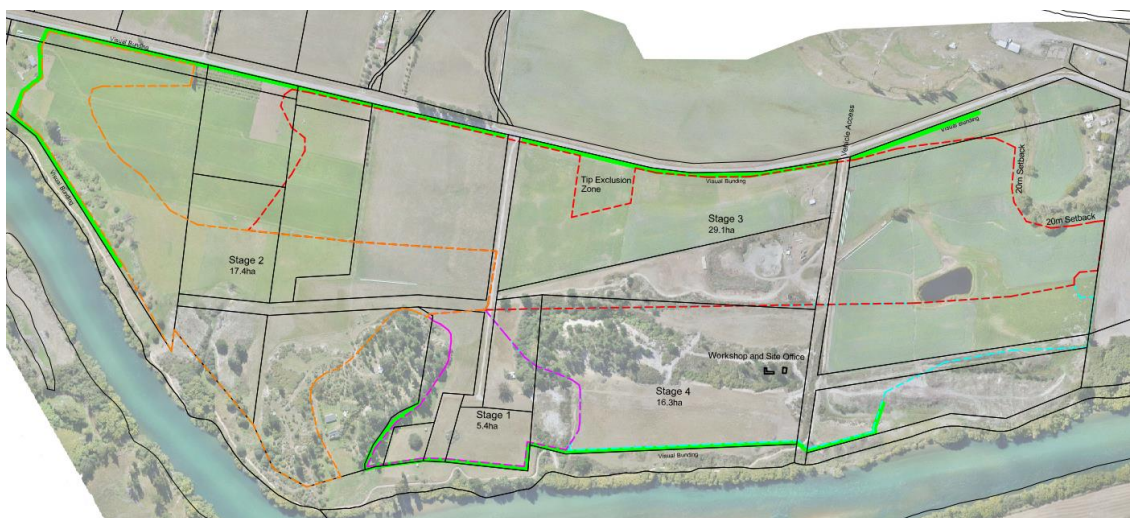 Visual Bunding
Vehicle Access
Visual Bunding
Visual Bunding
Tip Exclusion
Zone
Visual Bunding
20m Setback
20m Setback
Stage 3
29.1ha
Stage 2
17.4ha
Workshop and Site Office
Stage 4
16.3ha
Stage 1
5.4ha
Visual Bunding